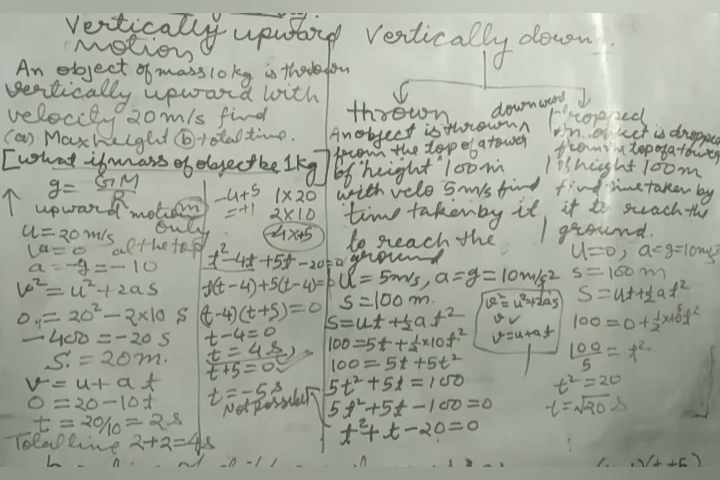 Vertically upward motion
An object of mass 10 kg is thrown
vertically upward with
velocity 20 m/s find
(a) Max height (b) total time.
[What if mass of object be 1kg]
g = GM/R
upward motion only
u = 20 m/s
v = 0 at the top
a = -g = -10
v² = u² + 2as
0 = 20² - 2×10 s
-400 = -20 s
S = 20m.
v = u + at
0 = 20 - 10t
t = 20/10 = 2s
Total time 2+2 = 4s
-4+5
= +1
1×20
2×10
4×5
t² - 4t + 5t - 20 = 0
t(t-4) + 5(t-4) = 0
(t-4)(t+5) = 0
t-4 = 0
t = 4s,
t+5 = 0
t = -5s
Not possible
Vertically down.
thrown downward
An object is thrown
from the top of a tower
of height 100m
with velo 5m/s find
time taken by it
to reach the
ground
u = 5m/s, a = g = 10m/s²
S = 100 m.
S = ut + ½at²
100 = 5t + ½×10t²
100 = 5t + 5t²
5t² + 5t = 100
5t² + 5t - 100 = 0
t² + t - 20 = 0
v² = u² + 2as
v
v = u + at
Dropped
An object is dropped
from the top of a tower
of height 100m
find time taken by
it to reach the
ground.
u = 0, a = g = 10m/s²
S = 100 m
S = ut + ½at²
100 = 0 + ½×10t²
100/5 = t²
t² = 20
t = √20 s